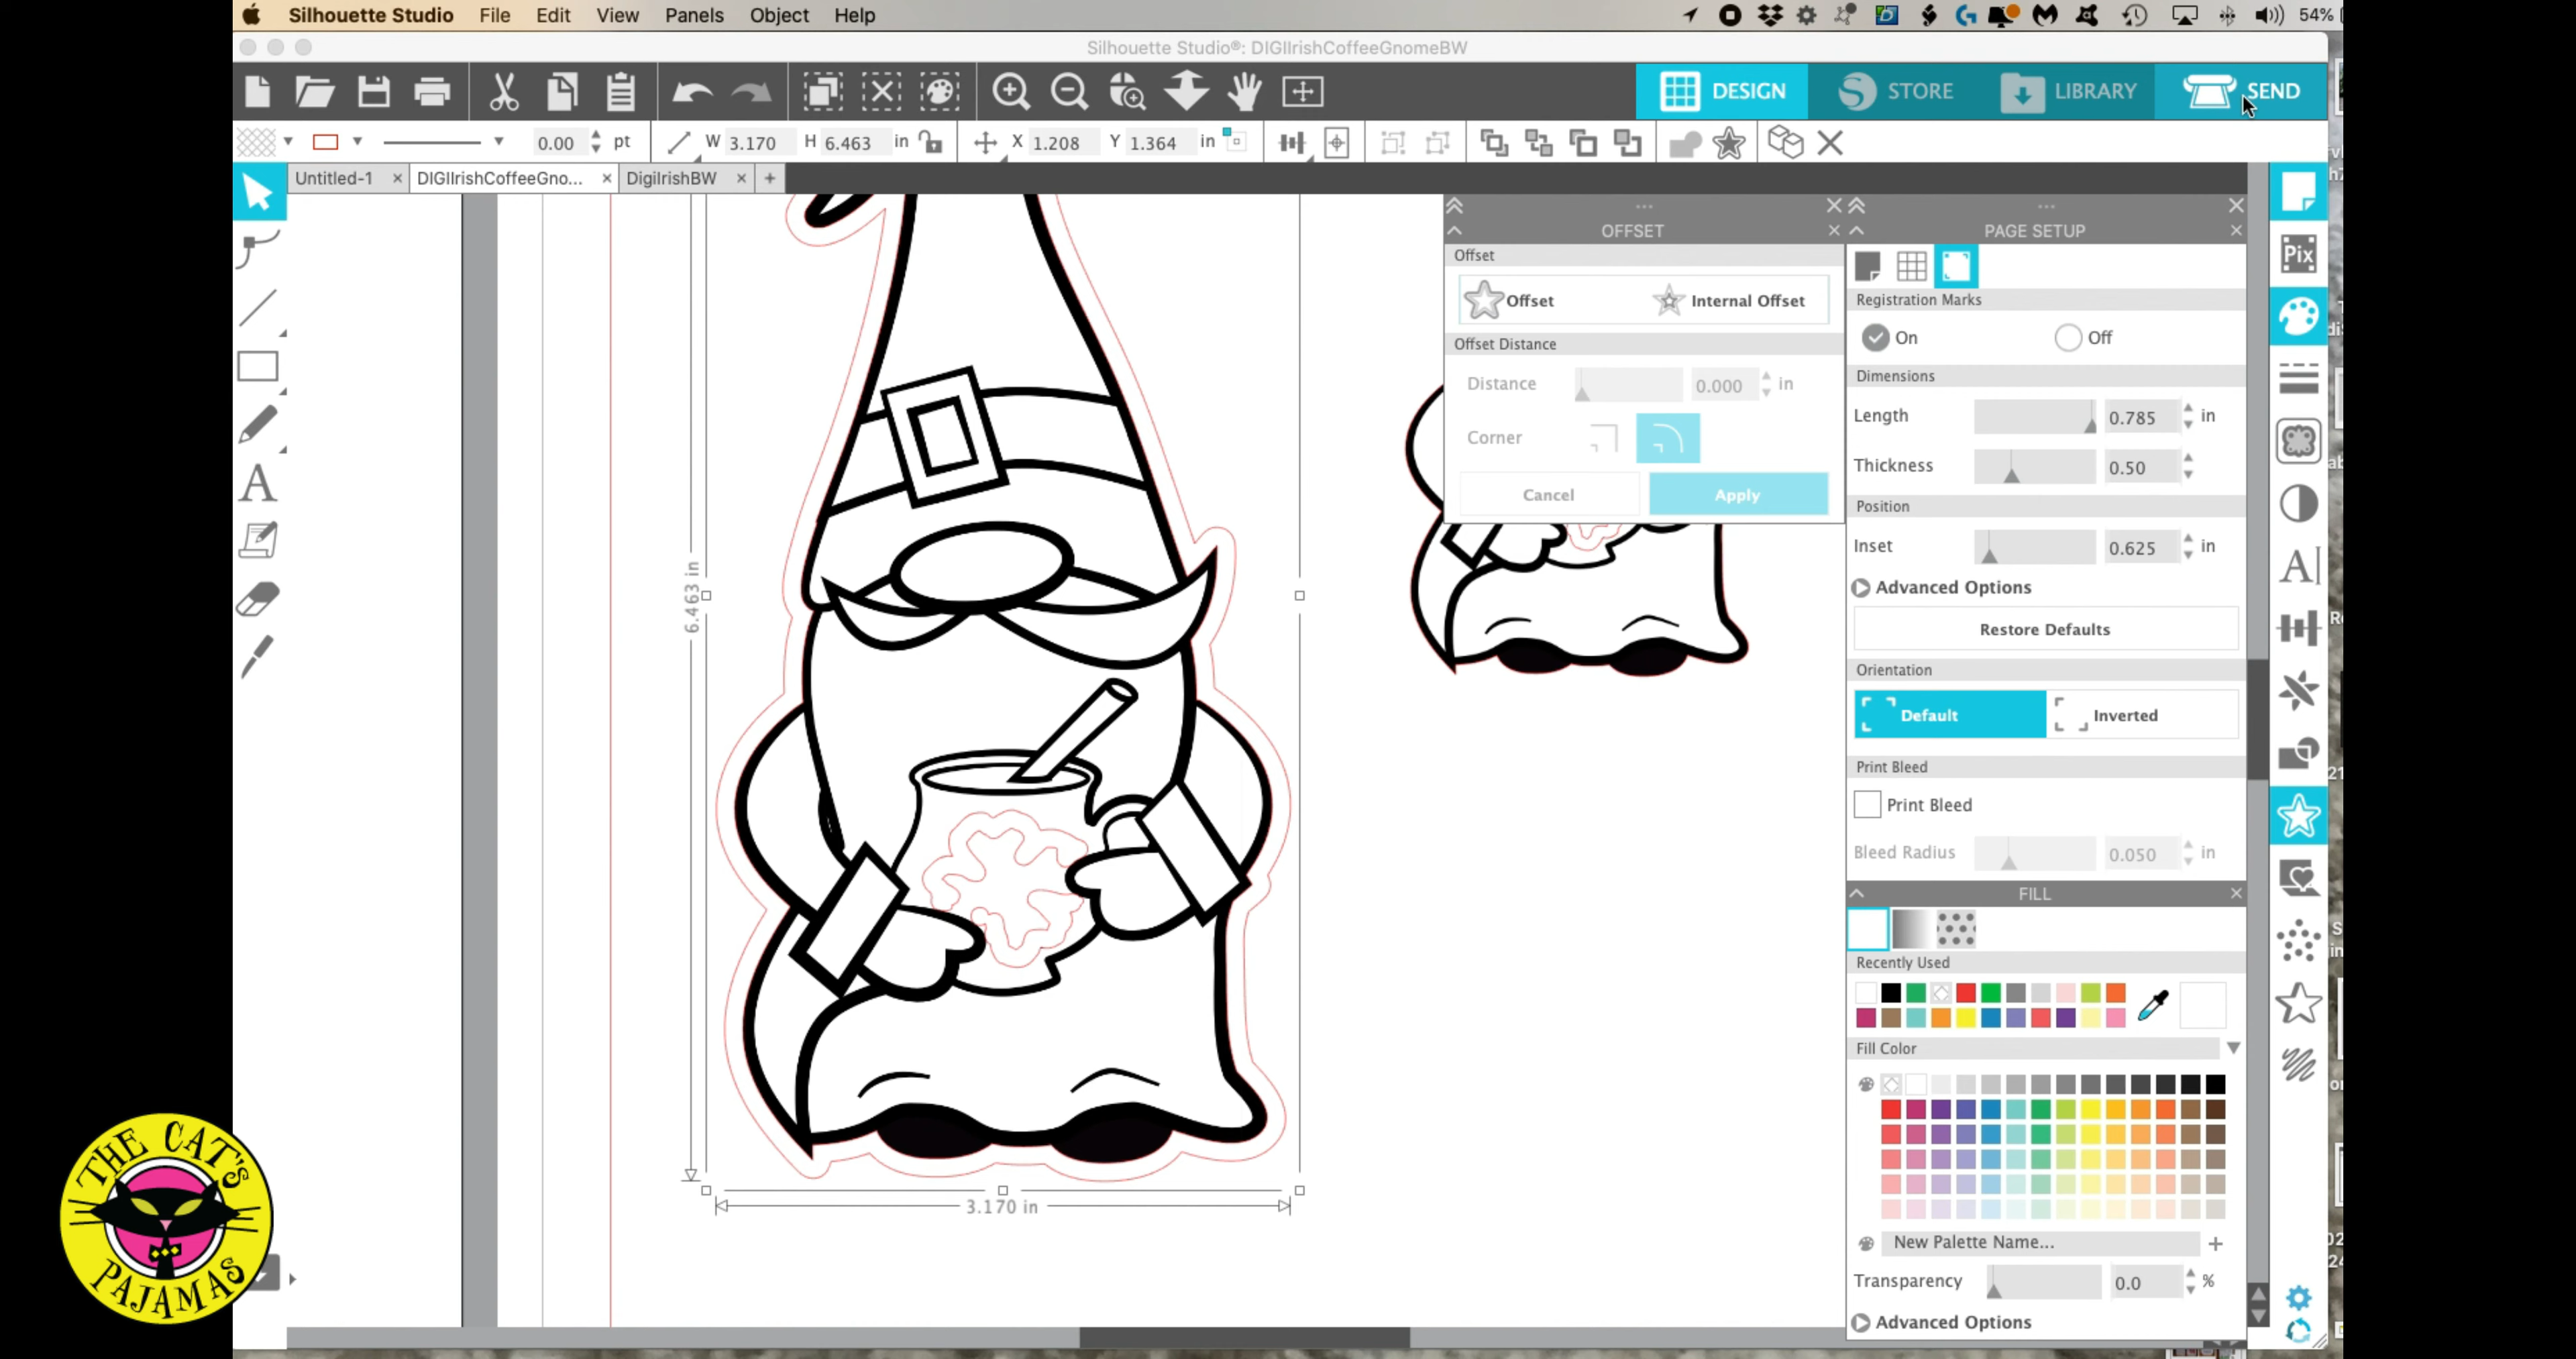 Silhouette Studio File Edit View Panels Object Help 54%
Silhouette Studio®: DIGIIrishCoffeeGnomeBW
DESIGN STORE LIBRARY SEND
0.00 pt W 3.170 H 6.463 in X 1.208 Y 1.364 in
Untitled-1 DIGIIrishCoffeeGno... DigiIrishBW
OFFSET
Offset
Offset Internal Offset
Offset Distance
Distance 0.000 in
Corner
Cancel Apply
PAGE SETUP
Registration Marks
On Off
Dimensions
Length 0.785 in
Thickness 0.50
Position
Inset 0.625 in
Advanced Options
Restore Defaults
Orientation
Default Inverted
Print Bleed
Print Bleed
Bleed Radius 0.050 in
FILL
Recently Used
Fill Color
New Palette Name...
Transparency 0.0 %
Advanced Options
Pix
6.463 in
3.170 in
THE CAT'S
PAJAMAS